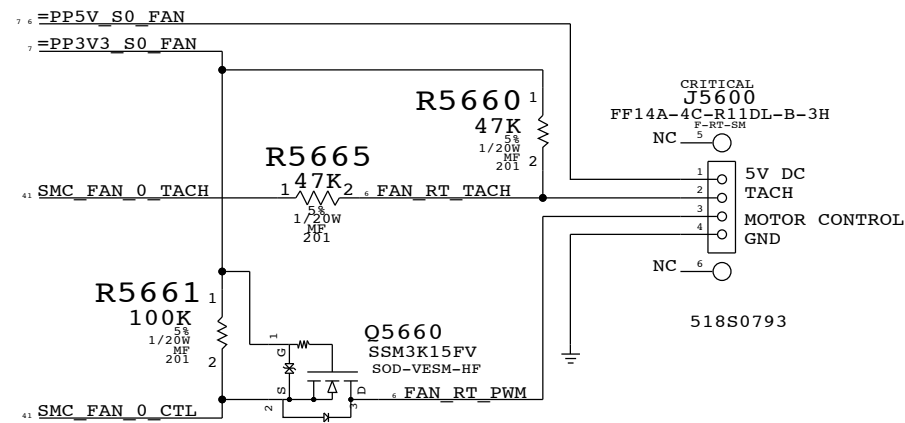 7 6 =PP5V_S0_FAN
7 =PP3V3_S0_FAN
CRITICAL
J5600
FF14A-4C-R11DL-B-3H
F-RT-SM
NC 5
R5660 1
47K
5%
1/20W
MF
201
2
R5665
1 47K 2
5%
1/20W
MF
201
41 SMC_FAN_0_TACH
6 FAN_RT_TACH
1 5V DC
2 TACH
3 MOTOR CONTROL
4 GND
NC 6
518S0793
R5661 1
100K
5%
1/20W
MF
201
2
Q5660
SSM3K15FV
SOD-VESM-HF
1
G
S
D
2
3
6 FAN_RT_PWM
41 SMC_FAN_0_CTL